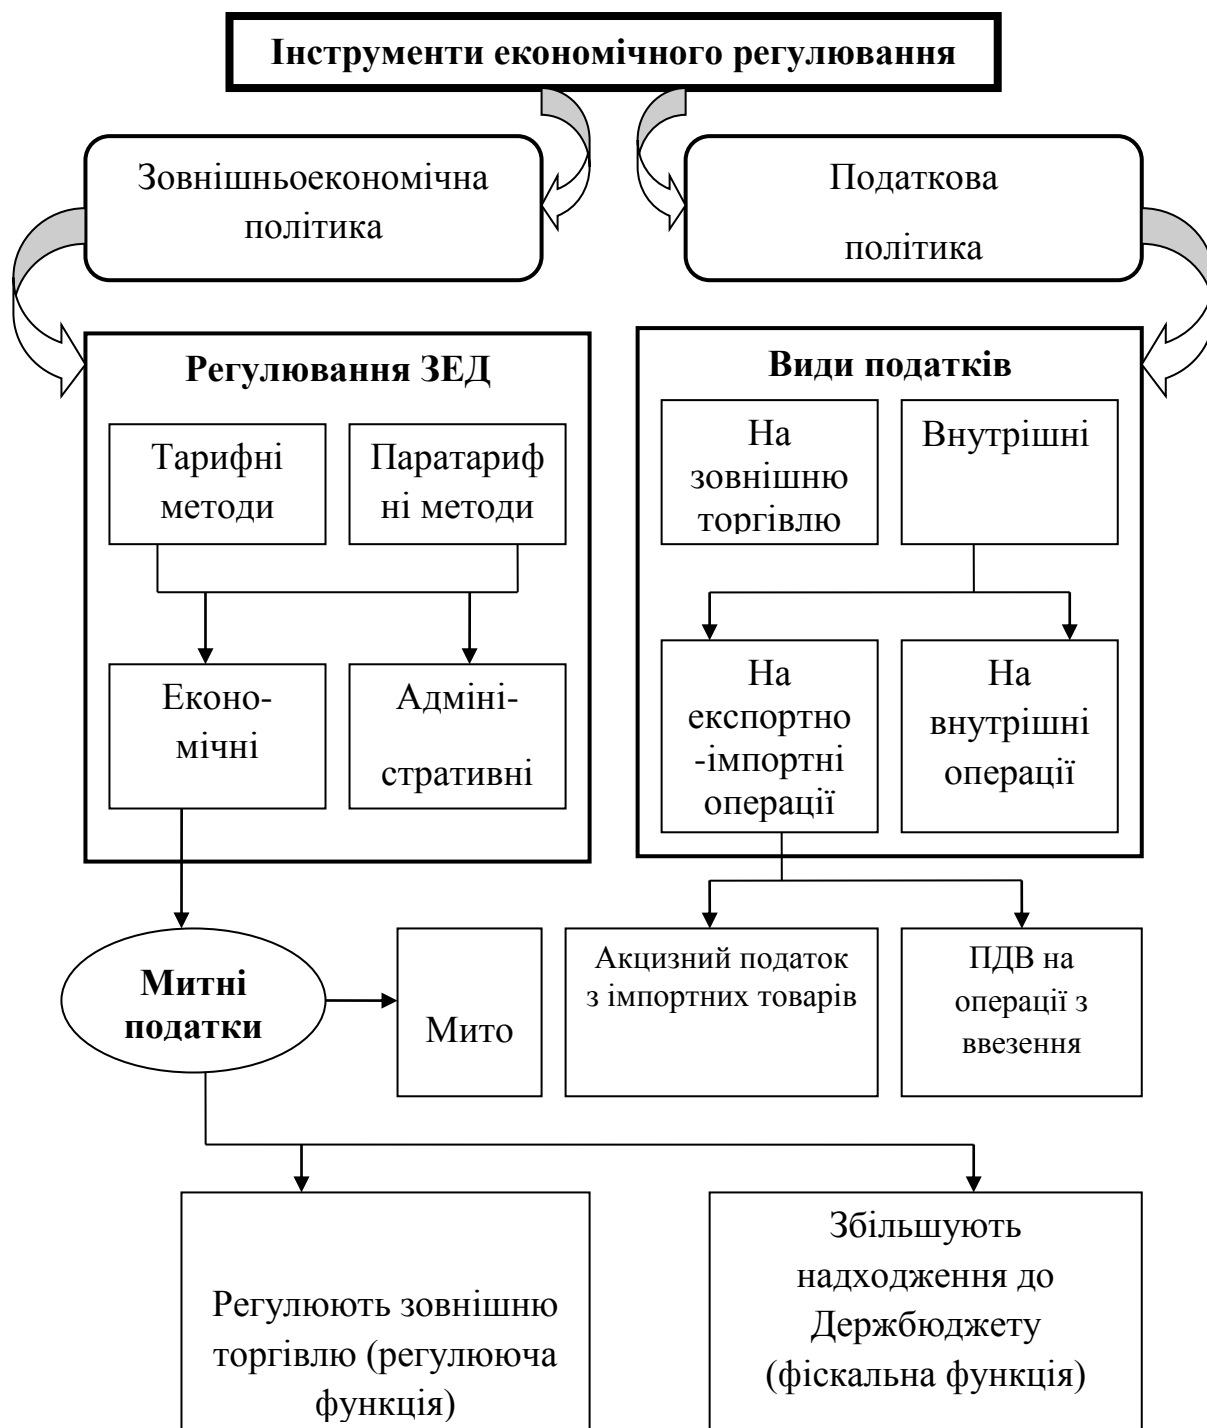 Інструменти економічного регулювання
Зовнішньоекономічна
політика
Податкова
політика
Регулювання ЗЕД
Тарифні
методи
Паратариф
ні методи
Еконо-
мічні
Адміні-
стративні
Види податків
На
зовнішню
торгівлю
Внутрішні
На
експортно
-імпортні
операції
На
внутрішні
операції
Митні
податки
Мито
Акцизний податок
з імпортних товарів
ПДВ на
операції з
ввезення
Регулюють зовнішню
торгівлю (регулююча
функція)
Збільшують
надходження до
Держбюджету
(фіскальна функція)